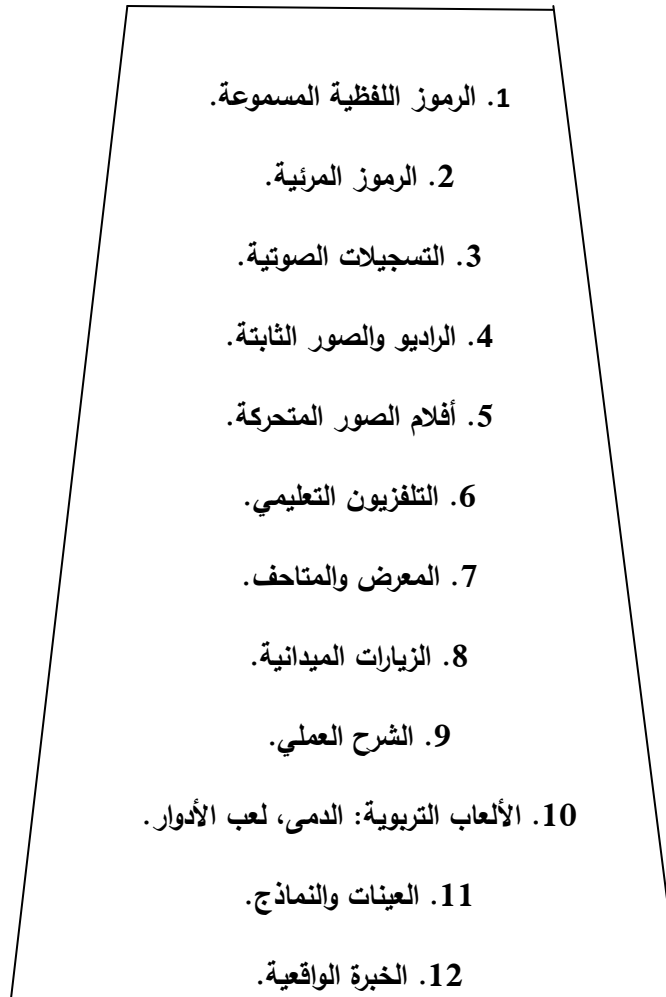 1. الرموز اللفظية المسموعة.
2. الرموز المرئية.
3. التسجيلات الصوتية.
4. الراديو والصور الثابتة.
5. أفلام الصور المتحركة.
6. التلفزيون التعليمي.
7. المعرض والمتاحف.
8. الزيارات الميدانية.
9. الشرح العملي.
10. الألعاب التربوية: الدمى، لعب الأدوار.
11. العينات والنماذج.
12. الخبرة الواقعية.